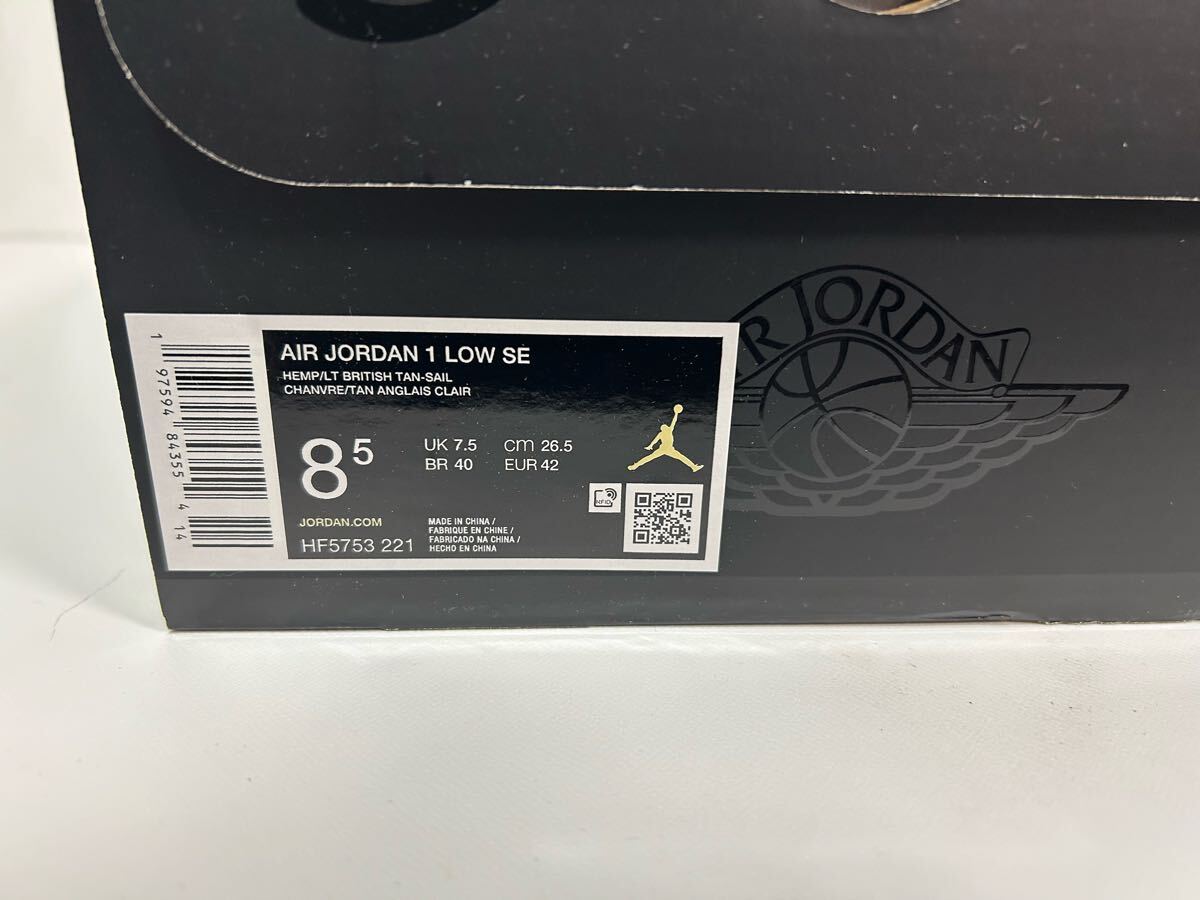 AIR JORDAN
AIR JORDAN 1 LOW SE
HEMP/LT BRITISH TAN-SAIL
CHANVRE/TAN ANGLAIS CLAIR
8 5
UK 7.5 cm 26.5
BR 40 EUR 42
JORDAN.COM
HF5753 221
MADE IN CHINA /
FABRIQUE EN CHINE /
FABRICADO NA CHINA /
HECHO EN CHINA
1 97594 84355 4 14